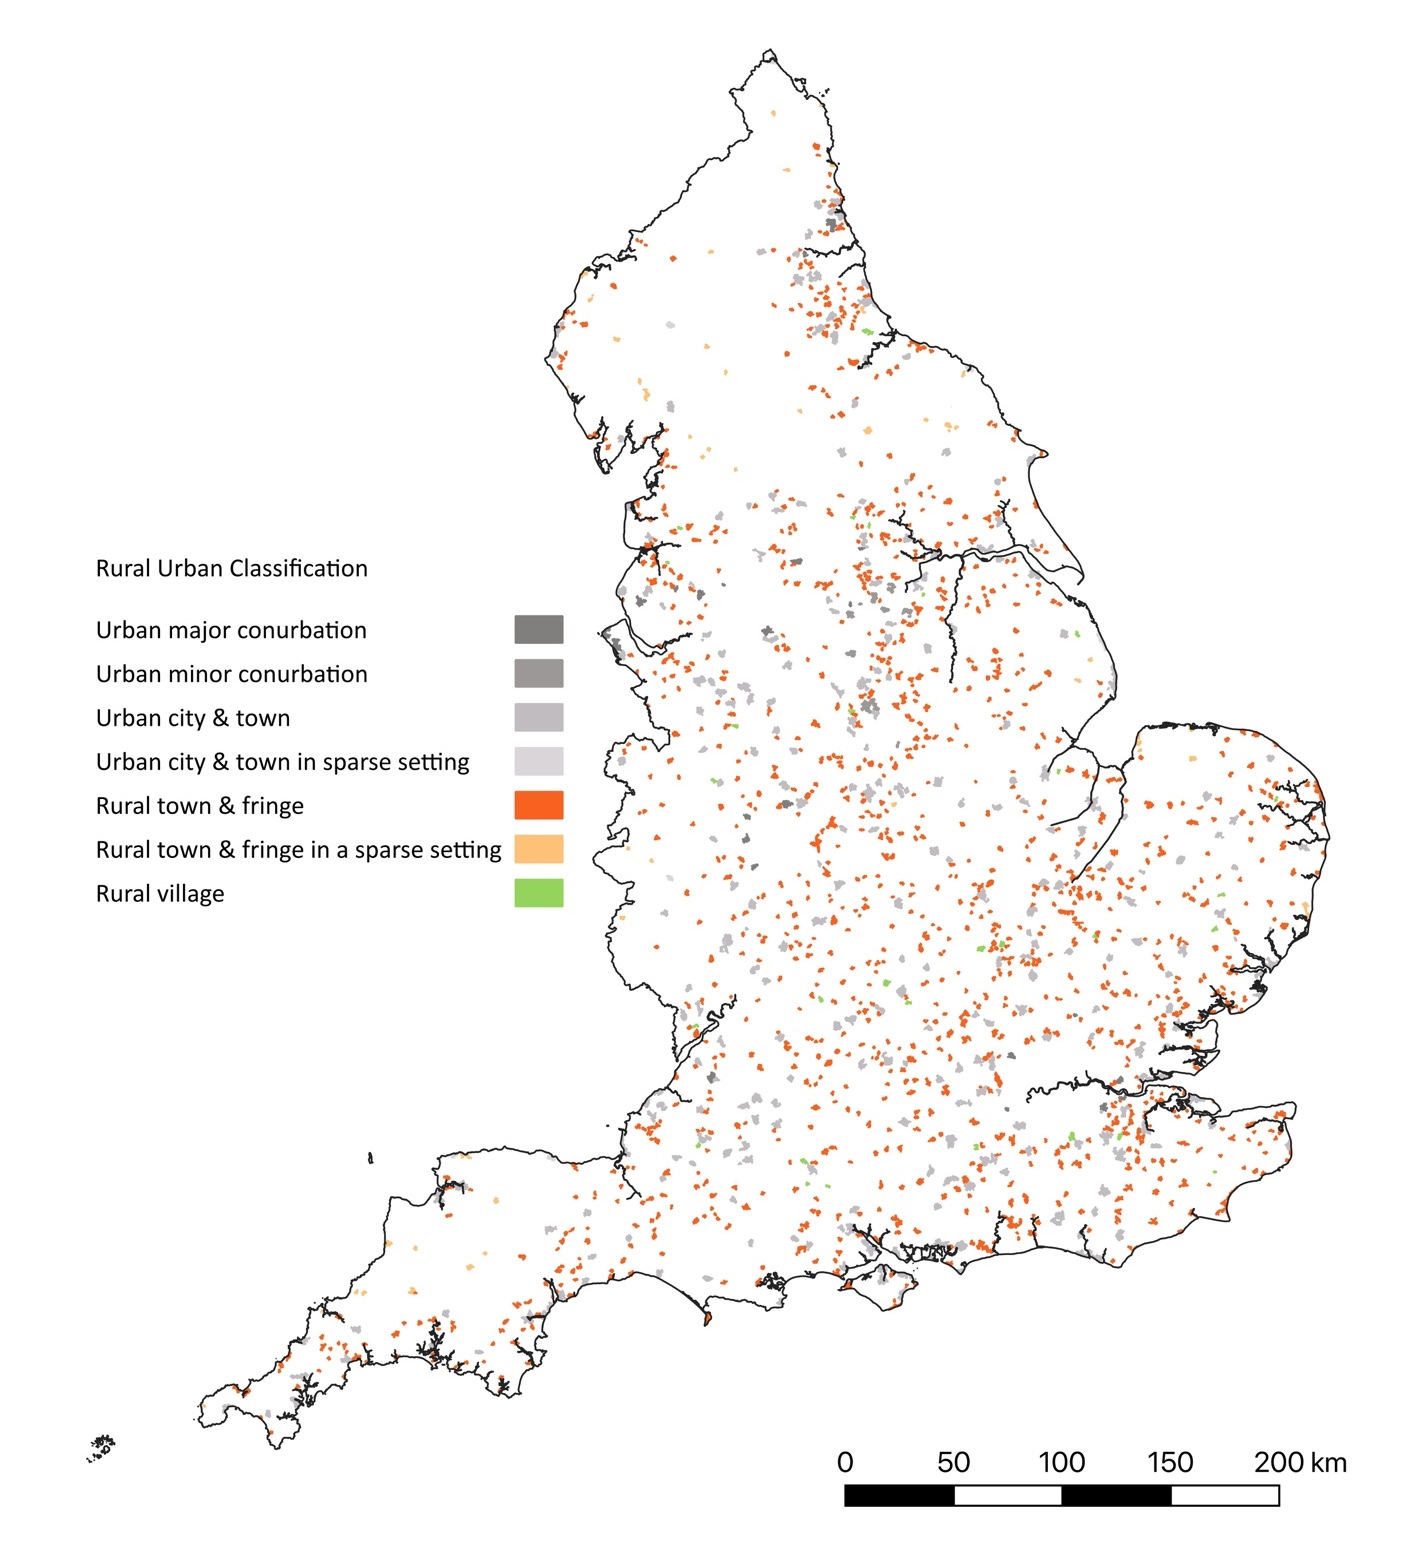 Rural Urban Classification
Urban major conurbation
Urban minor conurbation
Urban city & town
Urban city & town in sparse setting
Rural town & fringe
Rural town & fringe in a sparse setting
Rural village
0 50 100 150 200 km